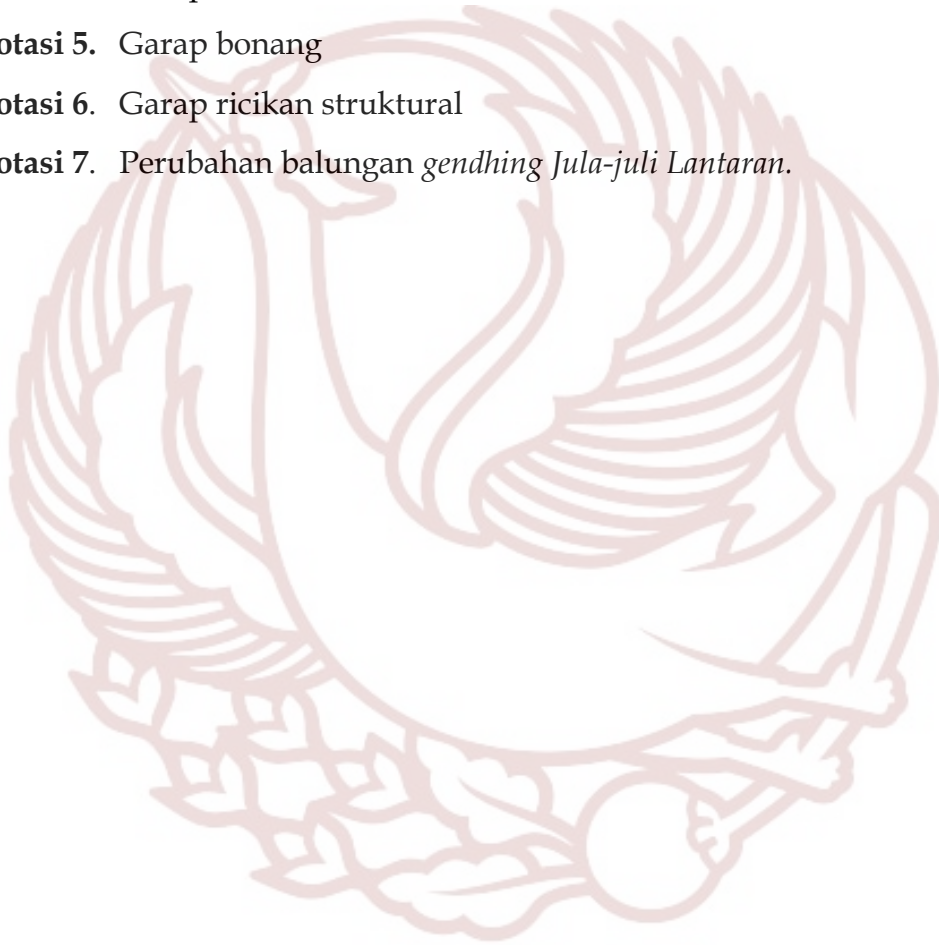 otasi 5. Garap bonang
otasi 6. Garap ricikan struktural
otasi 7. Perubahan balungan gendhing Jula-juli Lantaran.